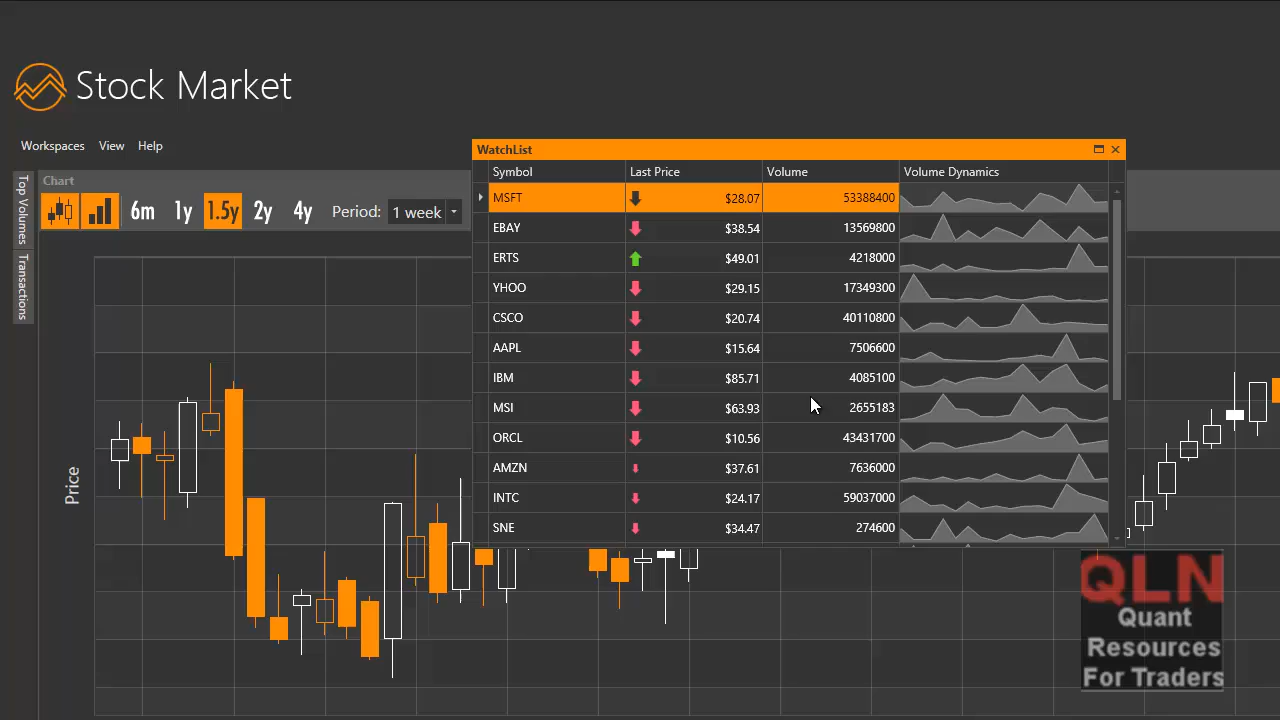 Stock Market
Workspaces View Help
WatchList
Symbol Last Price Volume Volume Dynamics
Top Volumes
Transactions
Chart
6m 1y 1.5y 2y 4y Period: 1 week
MSFT $28.07 53388400
EBAY $38.54 13569800
ERTS $49.01 4218000
YHOO $29.15 17349300
CSCO $20.74 40110800
AAPL $15.64 7506600
IBM $85.71 4085100
MSI $63.93 2655183
ORCL $10.56 43431700
AMZN $37.61 7636000
INTC $24.17 59037000
SNE $34.47 274600
Price
QLN
Quant
Resources
For Traders